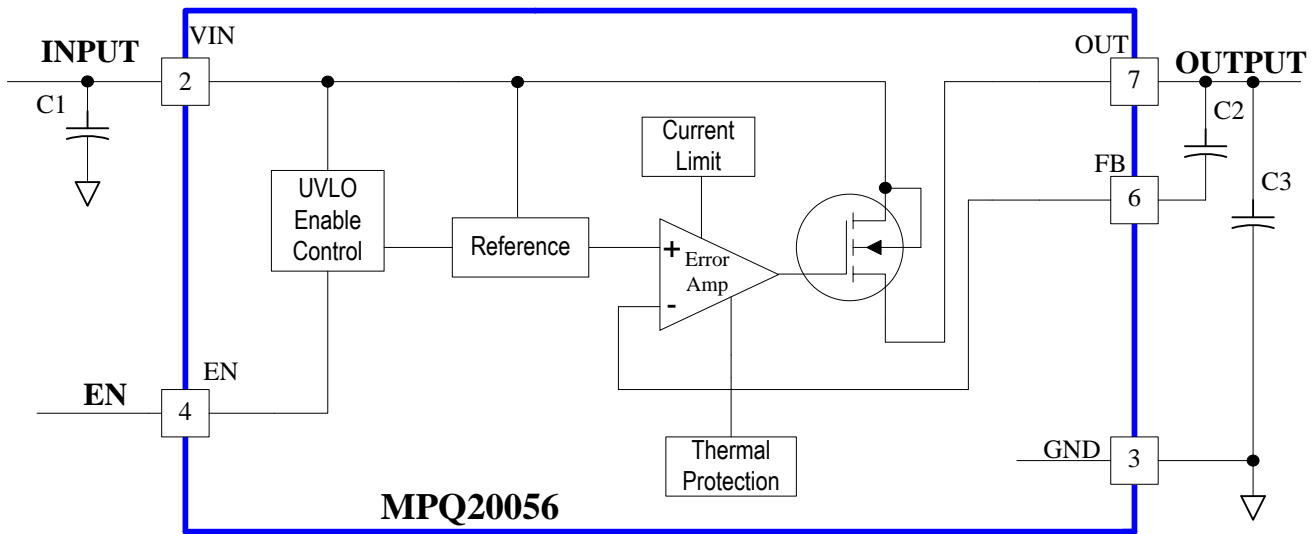 VIN
INPUT
2
C1
UVLO
Enable
Control
Reference
Current
Limit
+
Error
Amp
-
Thermal
Protection
EN
EN
4
OUT
7
OUTPUT
C2
FB
6
C3
GND
3
MPQ20056